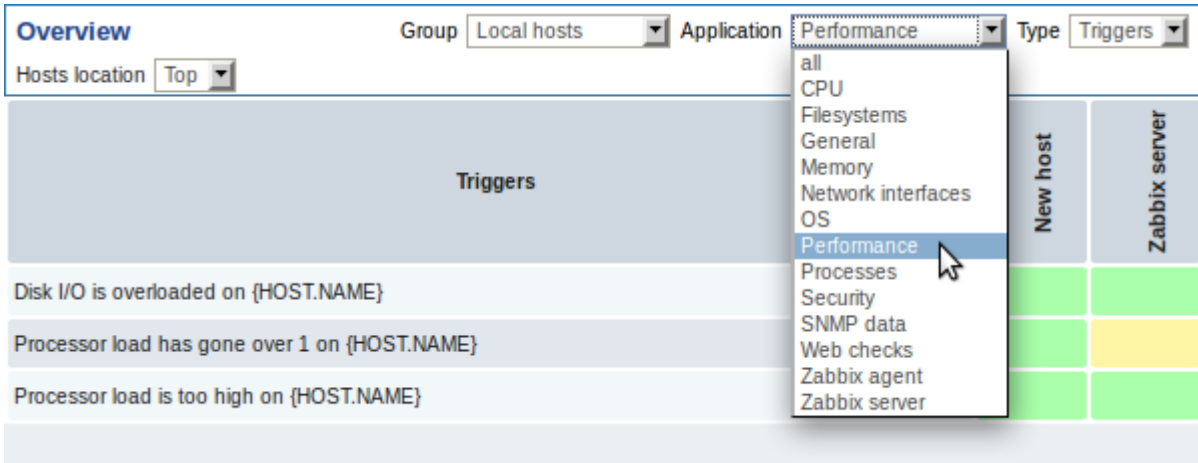 Overview Group Local hosts Application Performance Type Triggers
Hosts location Top
all
CPU
Filesystems
General
Memory
Network interfaces
OS
Performance
Processes
Security
SNMP data
Web checks
Zabbix agent
Zabbix server
Triggers
New host
Zabbix server
Disk I/O is overloaded on {HOST.NAME}
Processor load has gone over 1 on {HOST.NAME}
Processor load is too high on {HOST.NAME}